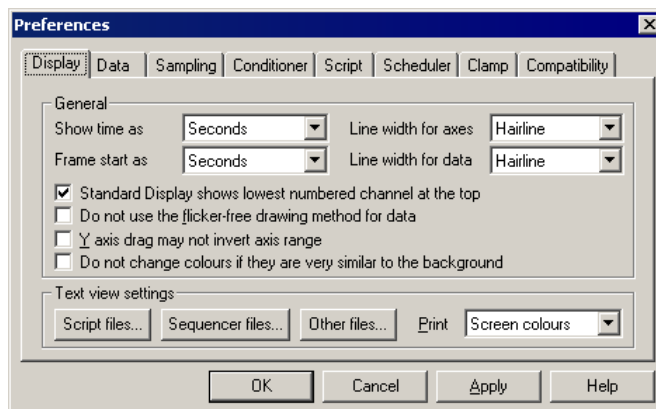 Preferences
Display Data Sampling Conditioner Script Scheduler Clamp Compatibility
General
Show time as Seconds Line width for axes Hairline
Frame start as Seconds Line width for data Hairline
Standard Display shows lowest numbered channel at the top
Do not use the flicker-free drawing method for data
Y axis drag may not invert axis range
Do not change colours if they are very similar to the background
Text view settings
Script files... Sequencer files... Other files... Print Screen colours
OK Cancel Apply Help